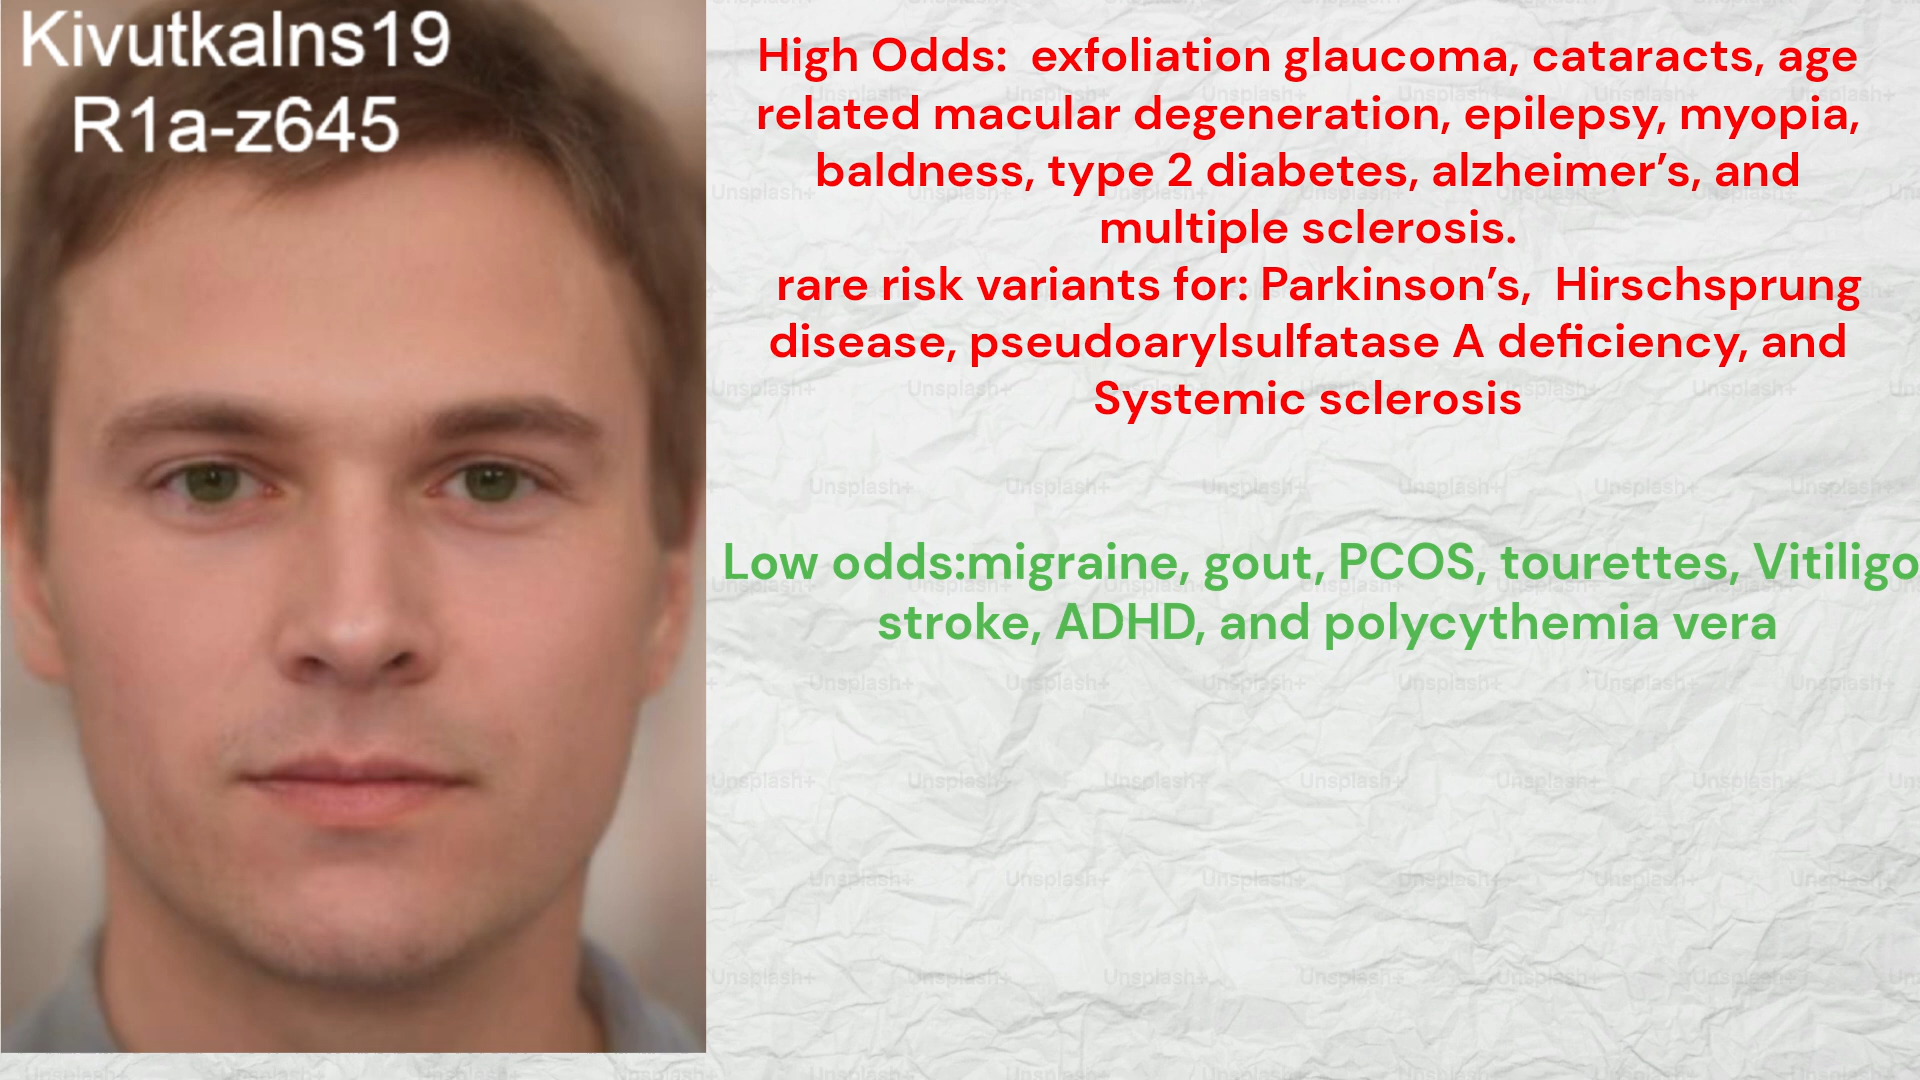 Kivutkalns19
R1a-z645
High Odds:  exfoliation glaucoma, cataracts, age
related macular degeneration, epilepsy, myopia,
baldness, type 2 diabetes, alzheimer’s, and
multiple sclerosis.
rare risk variants for: Parkinson’s,  Hirschsprung
disease, pseudoarylsulfatase A deficiency, and
Systemic sclerosis
Low odds:migraine, gout, PCOS, tourettes, Vitiligo
stroke, ADHD, and polycythemia vera